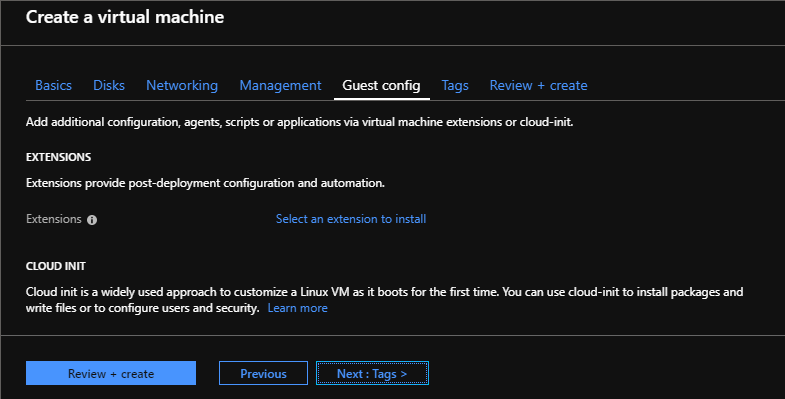 Create a virtual machine
Basics Disks Networking Management Guest config Tags Review + create
Add additional configuration, agents, scripts or applications via virtual machine extensions or cloud-init.
EXTENSIONS
Extensions provide post-deployment configuration and automation.
Extensions Select an extension to install
CLOUD INIT
Cloud init is a widely used approach to customize a Linux VM as it boots for the first time. You can use cloud-init to install packages and
write files or to configure users and security. Learn more
Review + create Previous Next : Tags >